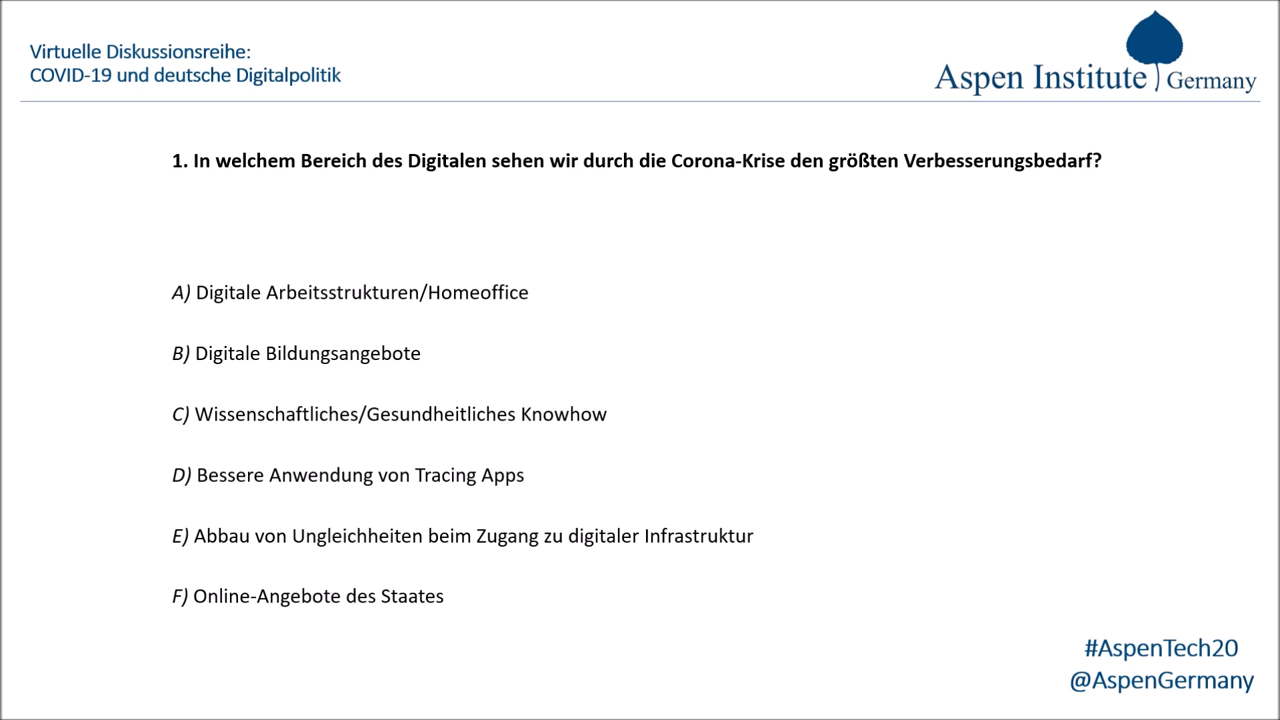 Virtuelle Diskussionsreihe:
COVID-19 und deutsche Digitalpolitik
Aspen Institute Germany
1. In welchem Bereich des Digitalen sehen wir durch die Corona-Krise den größten Verbesserungsbedarf?
A) Digitale Arbeitsstrukturen/Homeoffice
B) Digitale Bildungsangebote
C) Wissenschaftliches/Gesundheitliches Knowhow
D) Bessere Anwendung von Tracing Apps
E) Abbau von Ungleichheiten beim Zugang zu digitaler Infrastruktur
F) Online-Angebote des Staates
#AspenTech20
@AspenGermany